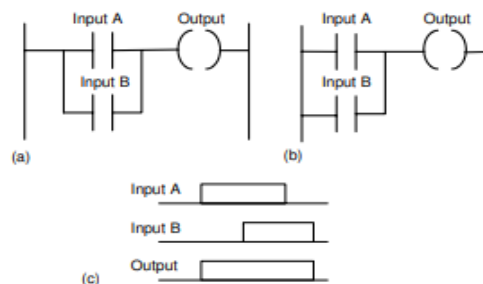 Input A Output
Input B
(a)
Input A Output
Input B
(b)
Input A
Input B
Output
(c)